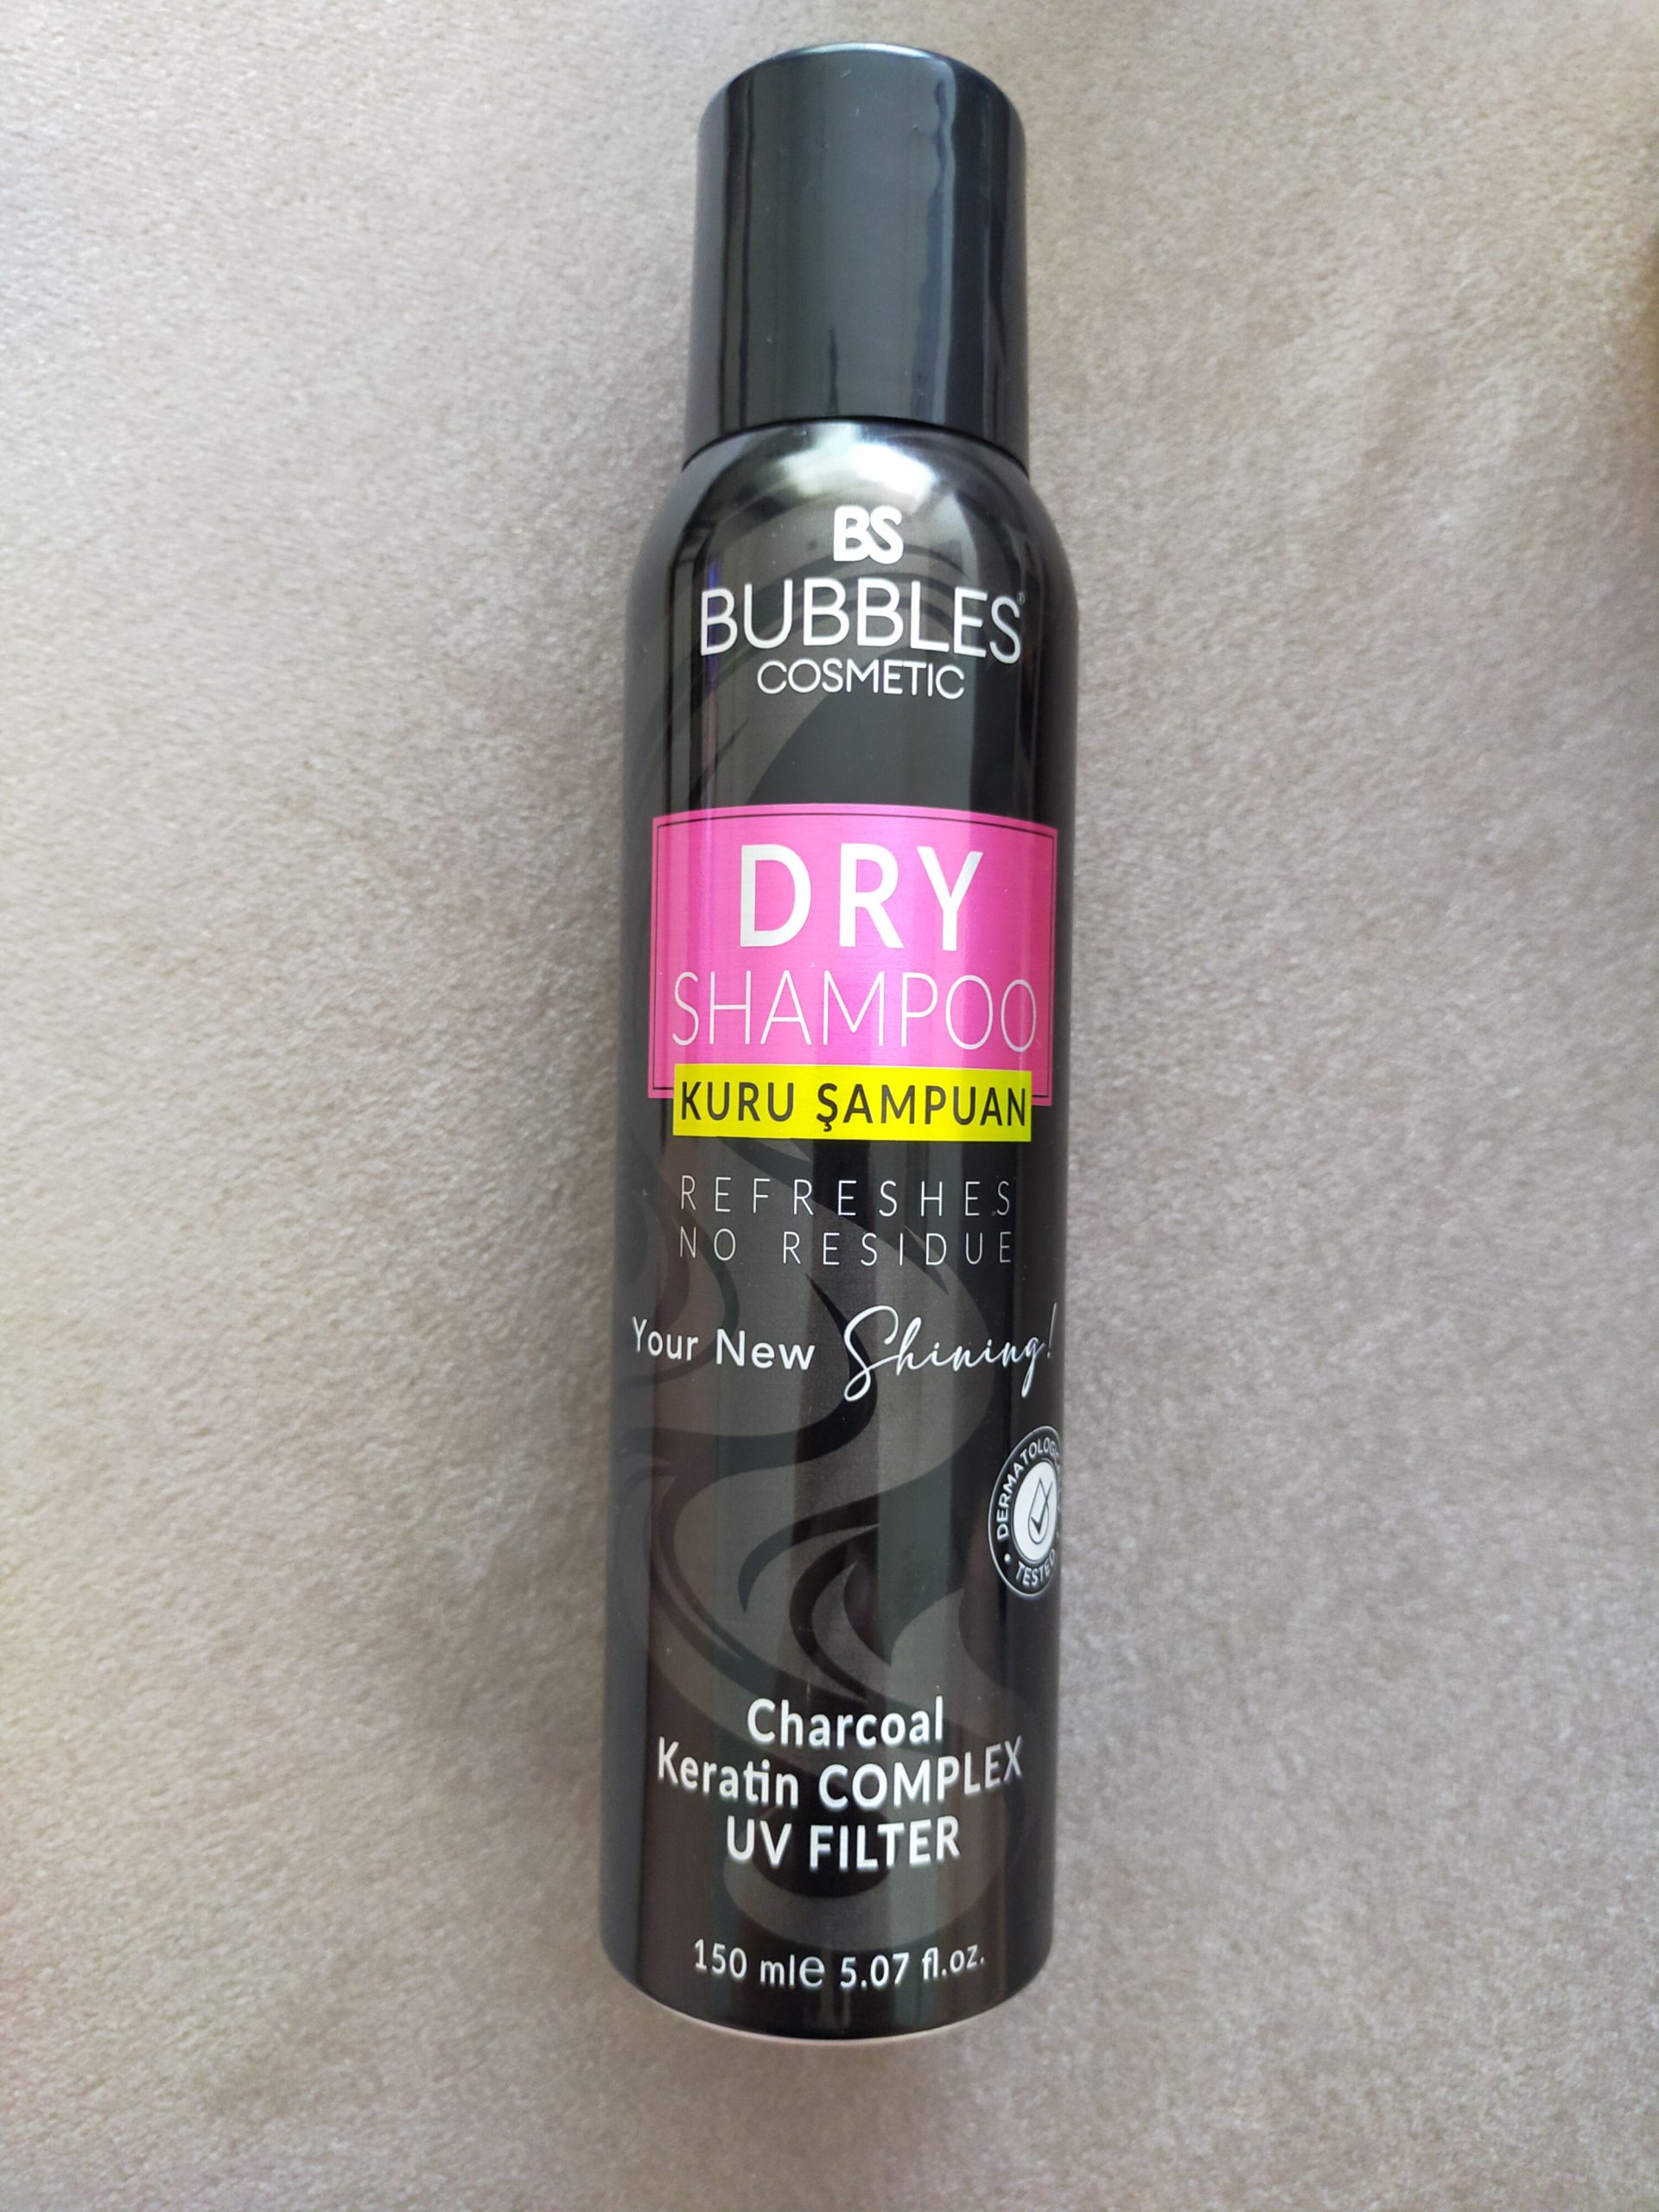 BS
BUBBLES
COSMETIC
DRY
SHAMPOO
KURU ŞAMPUAN
REFRESHES
NO RESIDUE
Your New Shining!
TESTED
Charcoal
Keratin COMPLEX
UV FILTER
150 ml℮ 5.07 fl.oz.